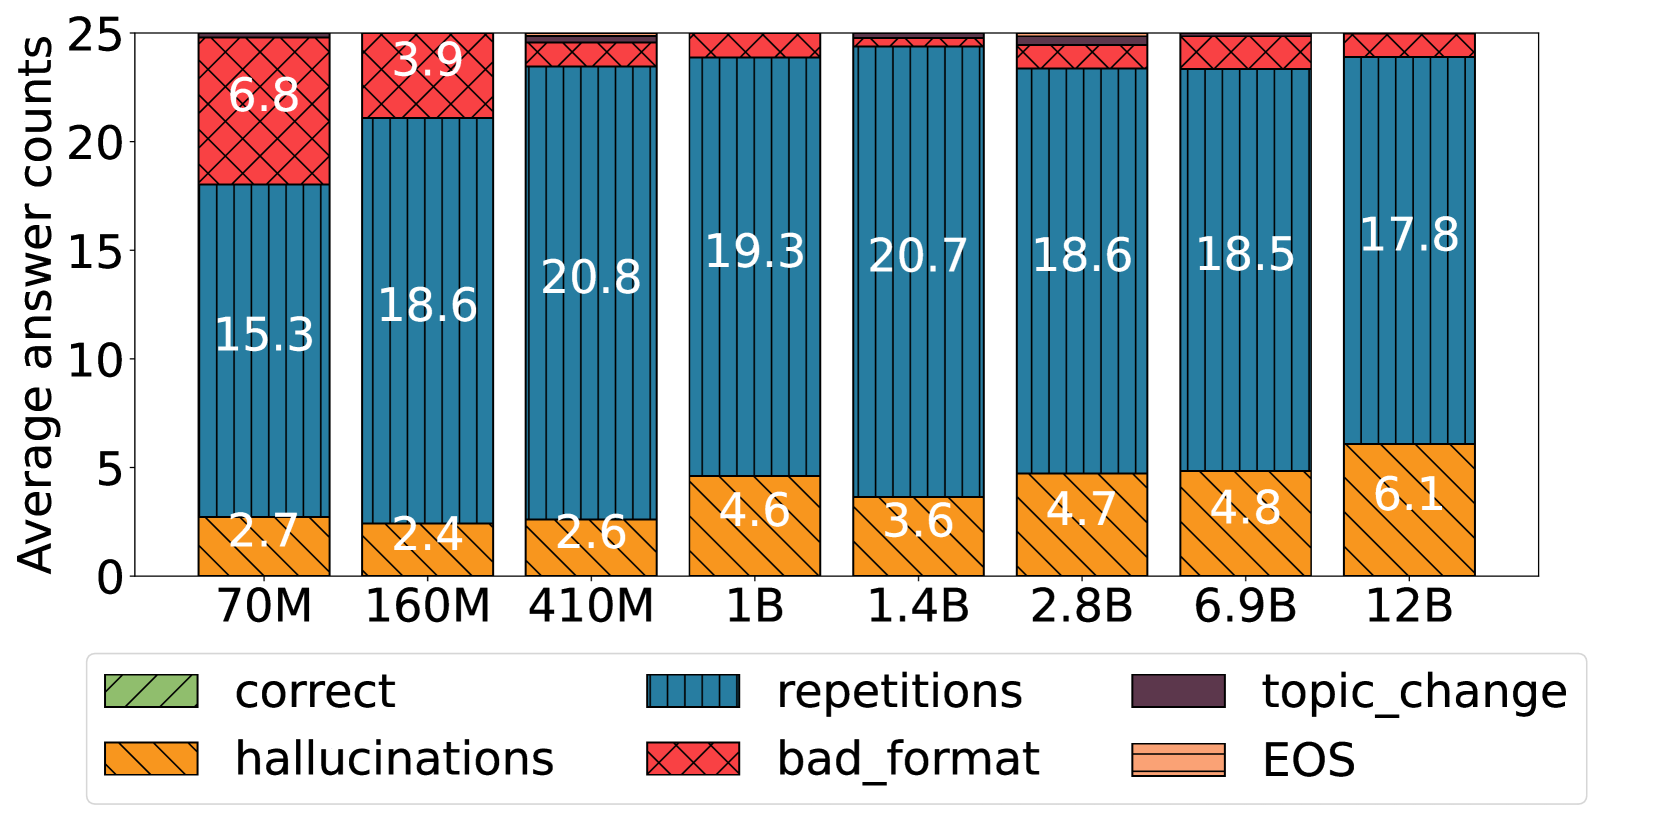 Average answer counts
25
20
15
10
5
0
6.8 3.9
15.3 18.6 20.8 19.3 20.7 18.6 18.5 17.8
2.7 2.4 2.6 4.6 3.6 4.7 4.8 6.1
70M 160M 410M 1B 1.4B 2.8B 6.9B 12B
correct repetitions topic_change
hallucinations bad_format EOS